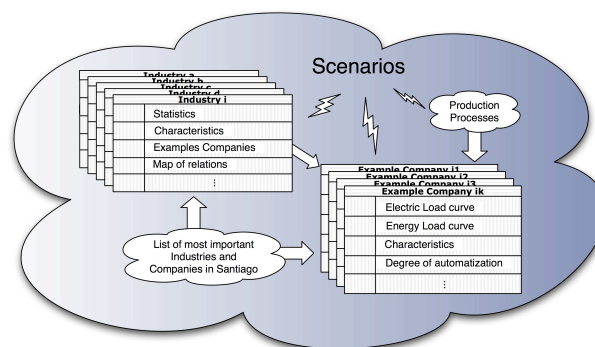 Scenarios
Industry a
Industry b
Industry c
Industry d
Industry i
Statistics
Characteristics
Examples Companies
Map of relations
⋮
Production
Processes
Example Company i1
Example Company i2
Example Company i3
Example Company ik
Electric Load curve
Energy Load curve
Characteristics
Degree of automatization
⋮
List of most important
Industries and
Companies in Santiago